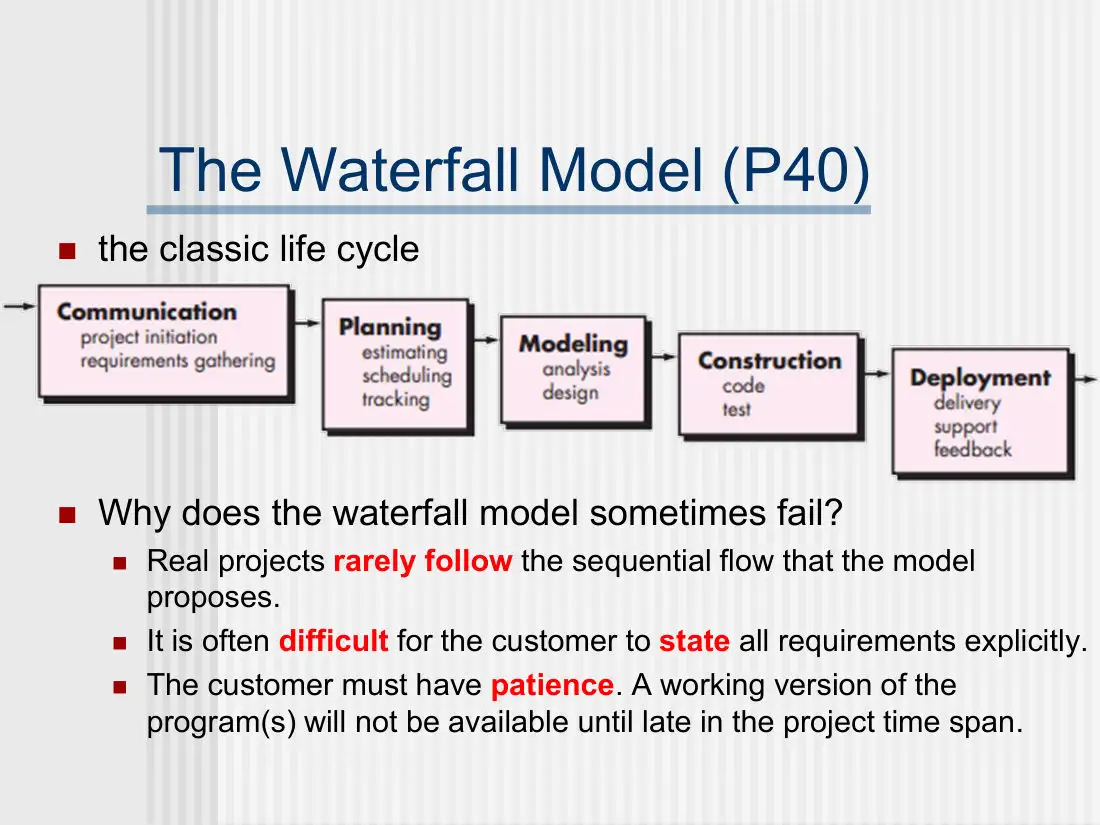 The Waterfall Model (P40)
the classic life cycle
Communication
project initiation
requirements gathering
Planning
estimating
scheduling
tracking
Modeling
analysis
design
Construction
code
test
Deployment
delivery
support
feedback
Why does the waterfall model sometimes fail?
Real projects rarely follow the sequential flow that the model
proposes.
It is often difficult for the customer to state all requirements explicitly.
The customer must have patience. A working version of the
program(s) will not be available until late in the project time span.